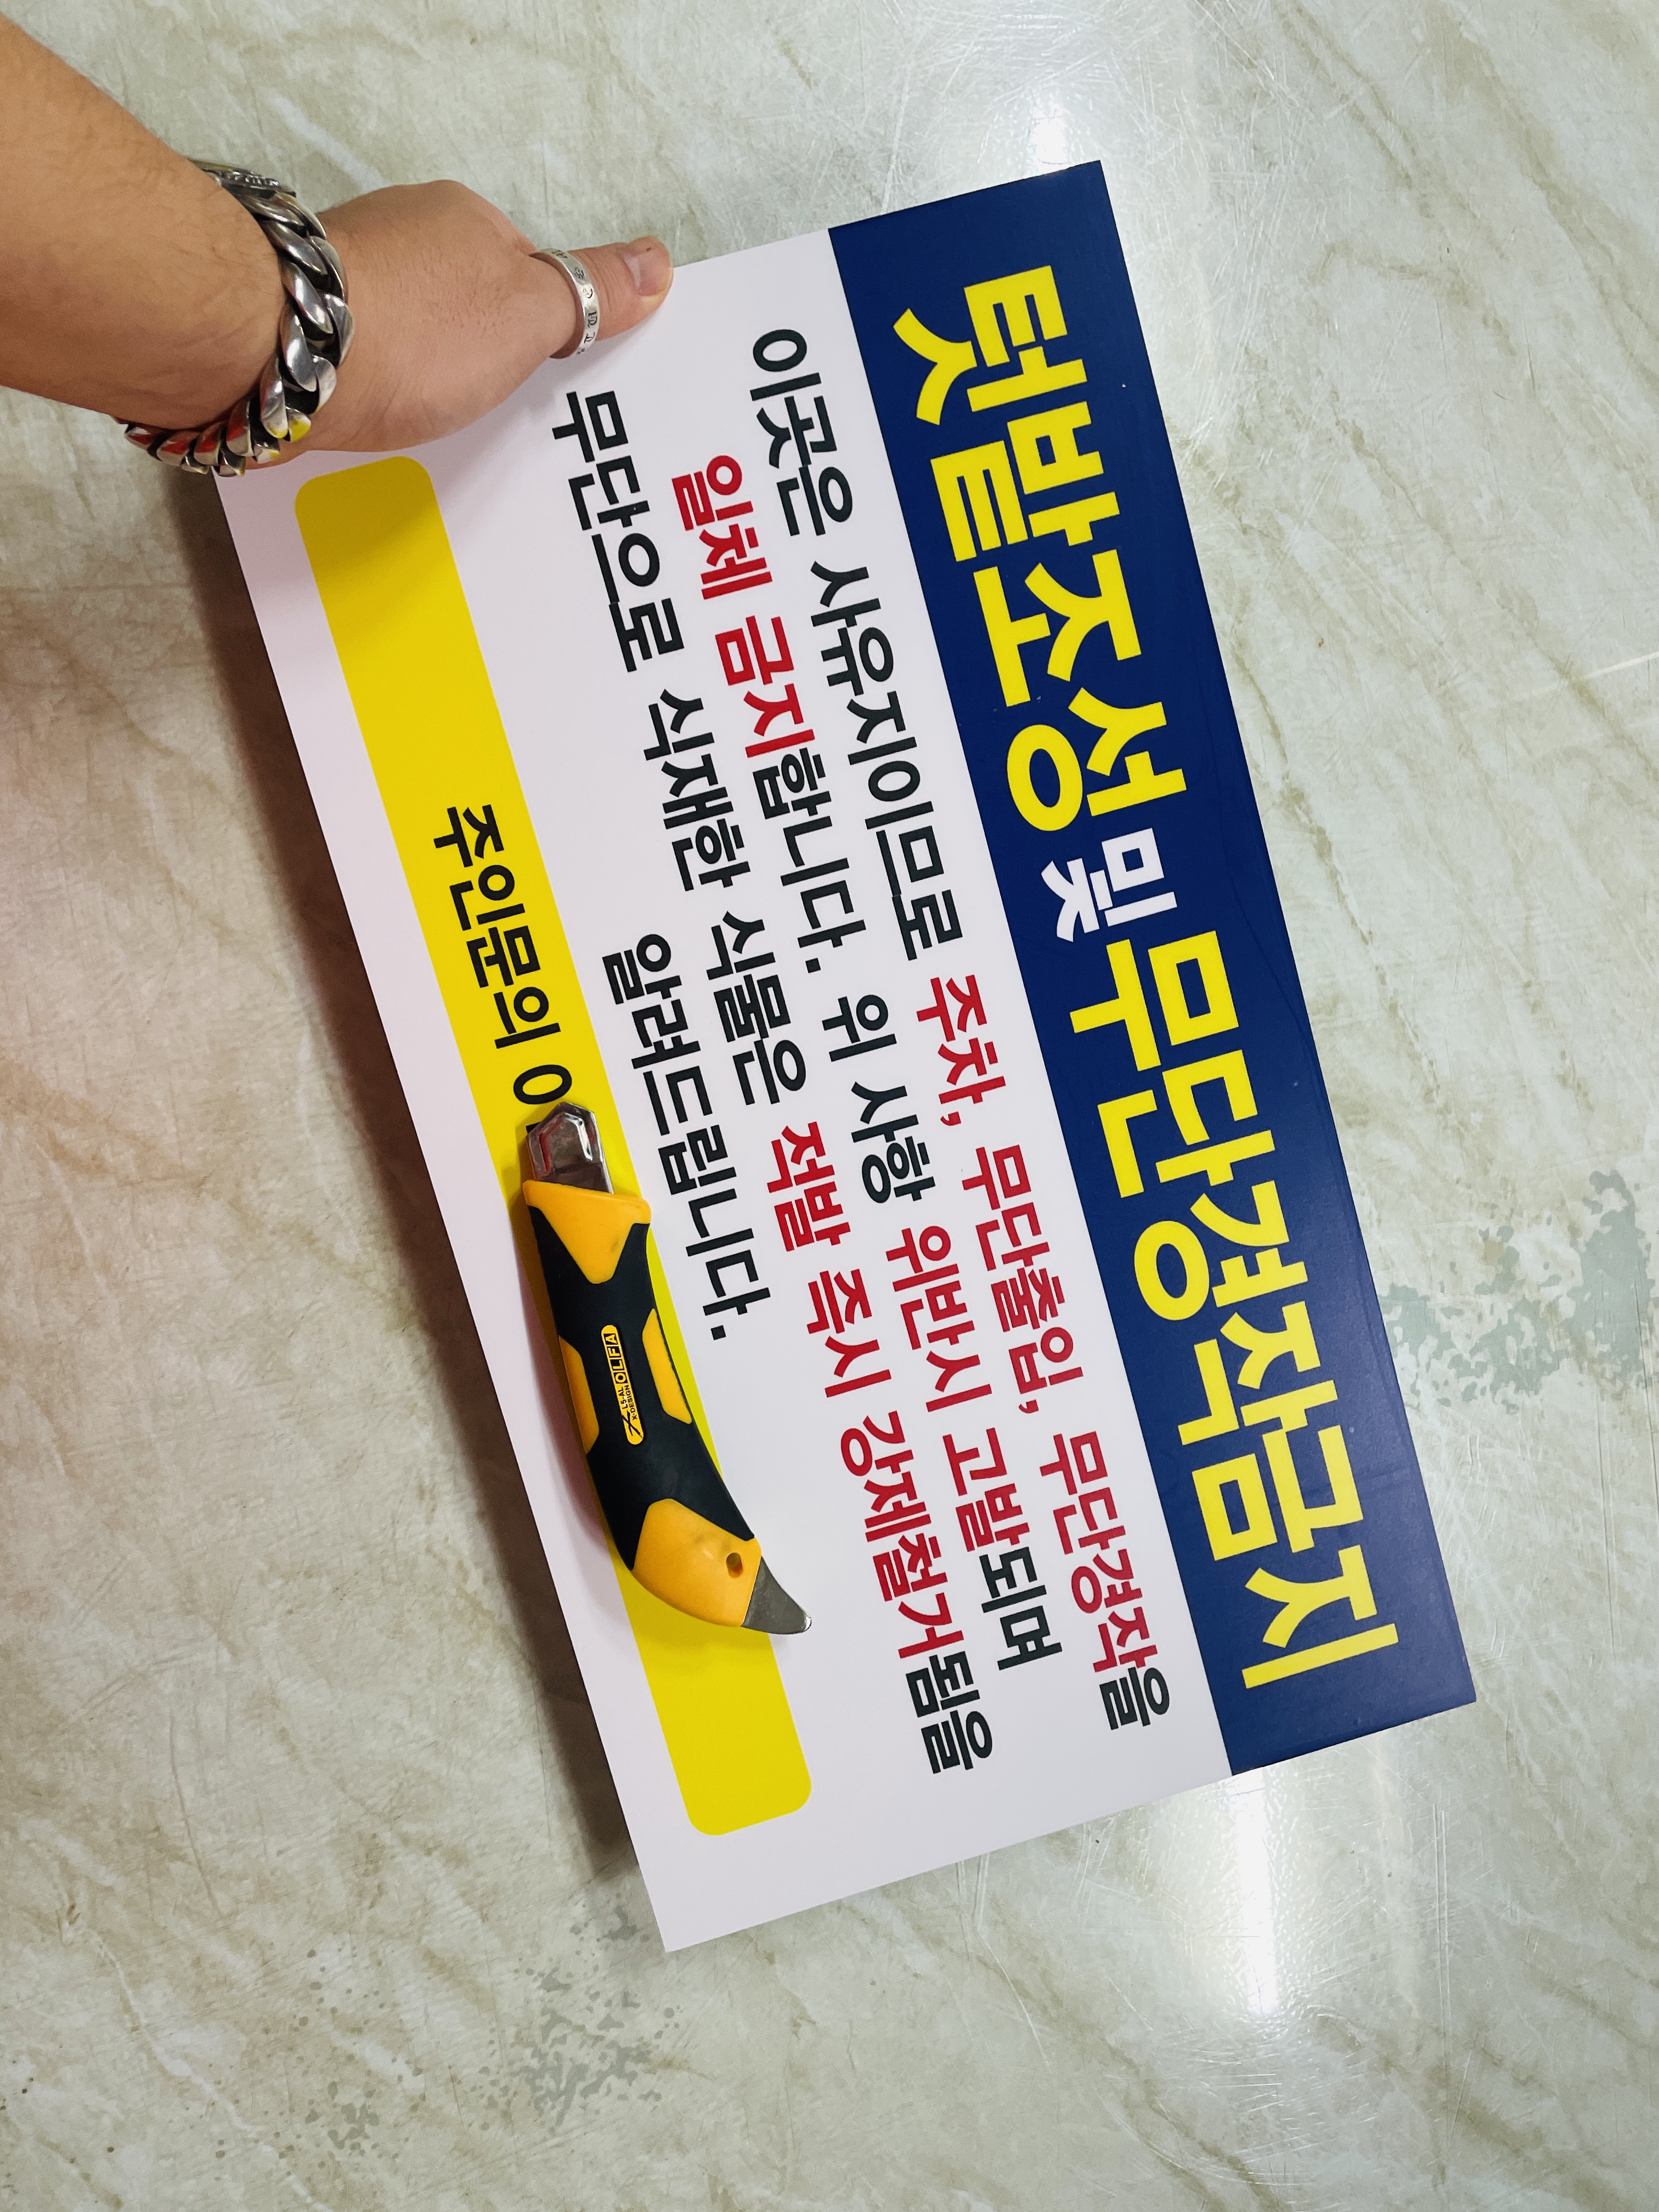 텃밭조성 및 무단경작금지
이곳은 사유지이므로 주차, 무단출입, 무단경작을
일체 금지합니다. 위 사항 위반시 고발되며
무단으로 식재한 식물은 적발 즉시 강제철거됨을
알려드립니다.
주인문의 0
OLFA
X-DESIGN